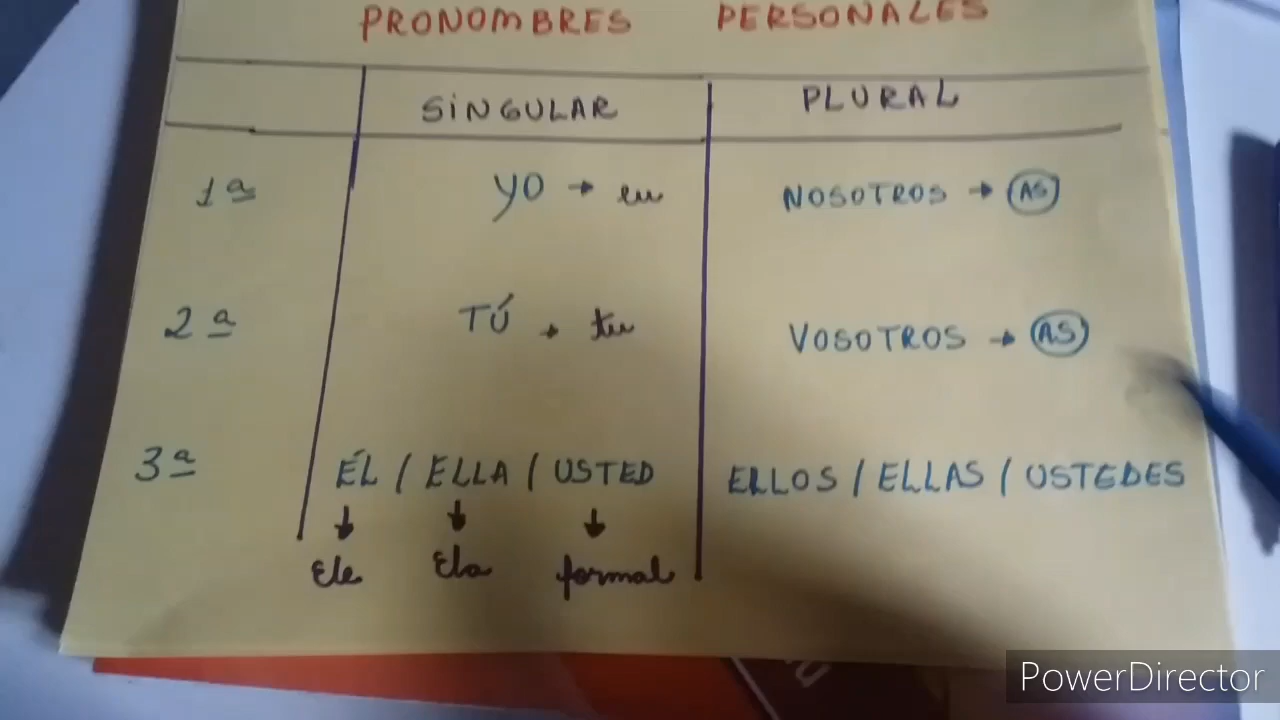 PRONOMBRES PERSONALES
SINGULAR PLURAL
1ª YO → eu NOSOTROS → AS
2ª TÚ → tu VOSOTROS → AS
3ª ÉL / ELLA / USTED ELLOS / ELLAS / USTEDES
↓ ↓ ↓
Ele Ela formal
PowerDirector